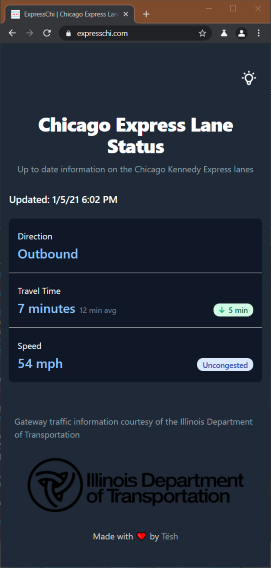 ExpressChi | Chicago Express Lan
expresschi.com
Chicago Express Lane
Status
Up to date information on the Chicago Kennedy Express lanes
Updated: 1/5/21 6:02 PM
Direction
Outbound
Travel Time
7 minutes 12 min avg ↓ 5 min
Speed
54 mph Uncongested
Gateway traffic information courtesy of the Illinois Department
of Transportation
Illinois Department
of Transportation
Made with ❤ by Tësh